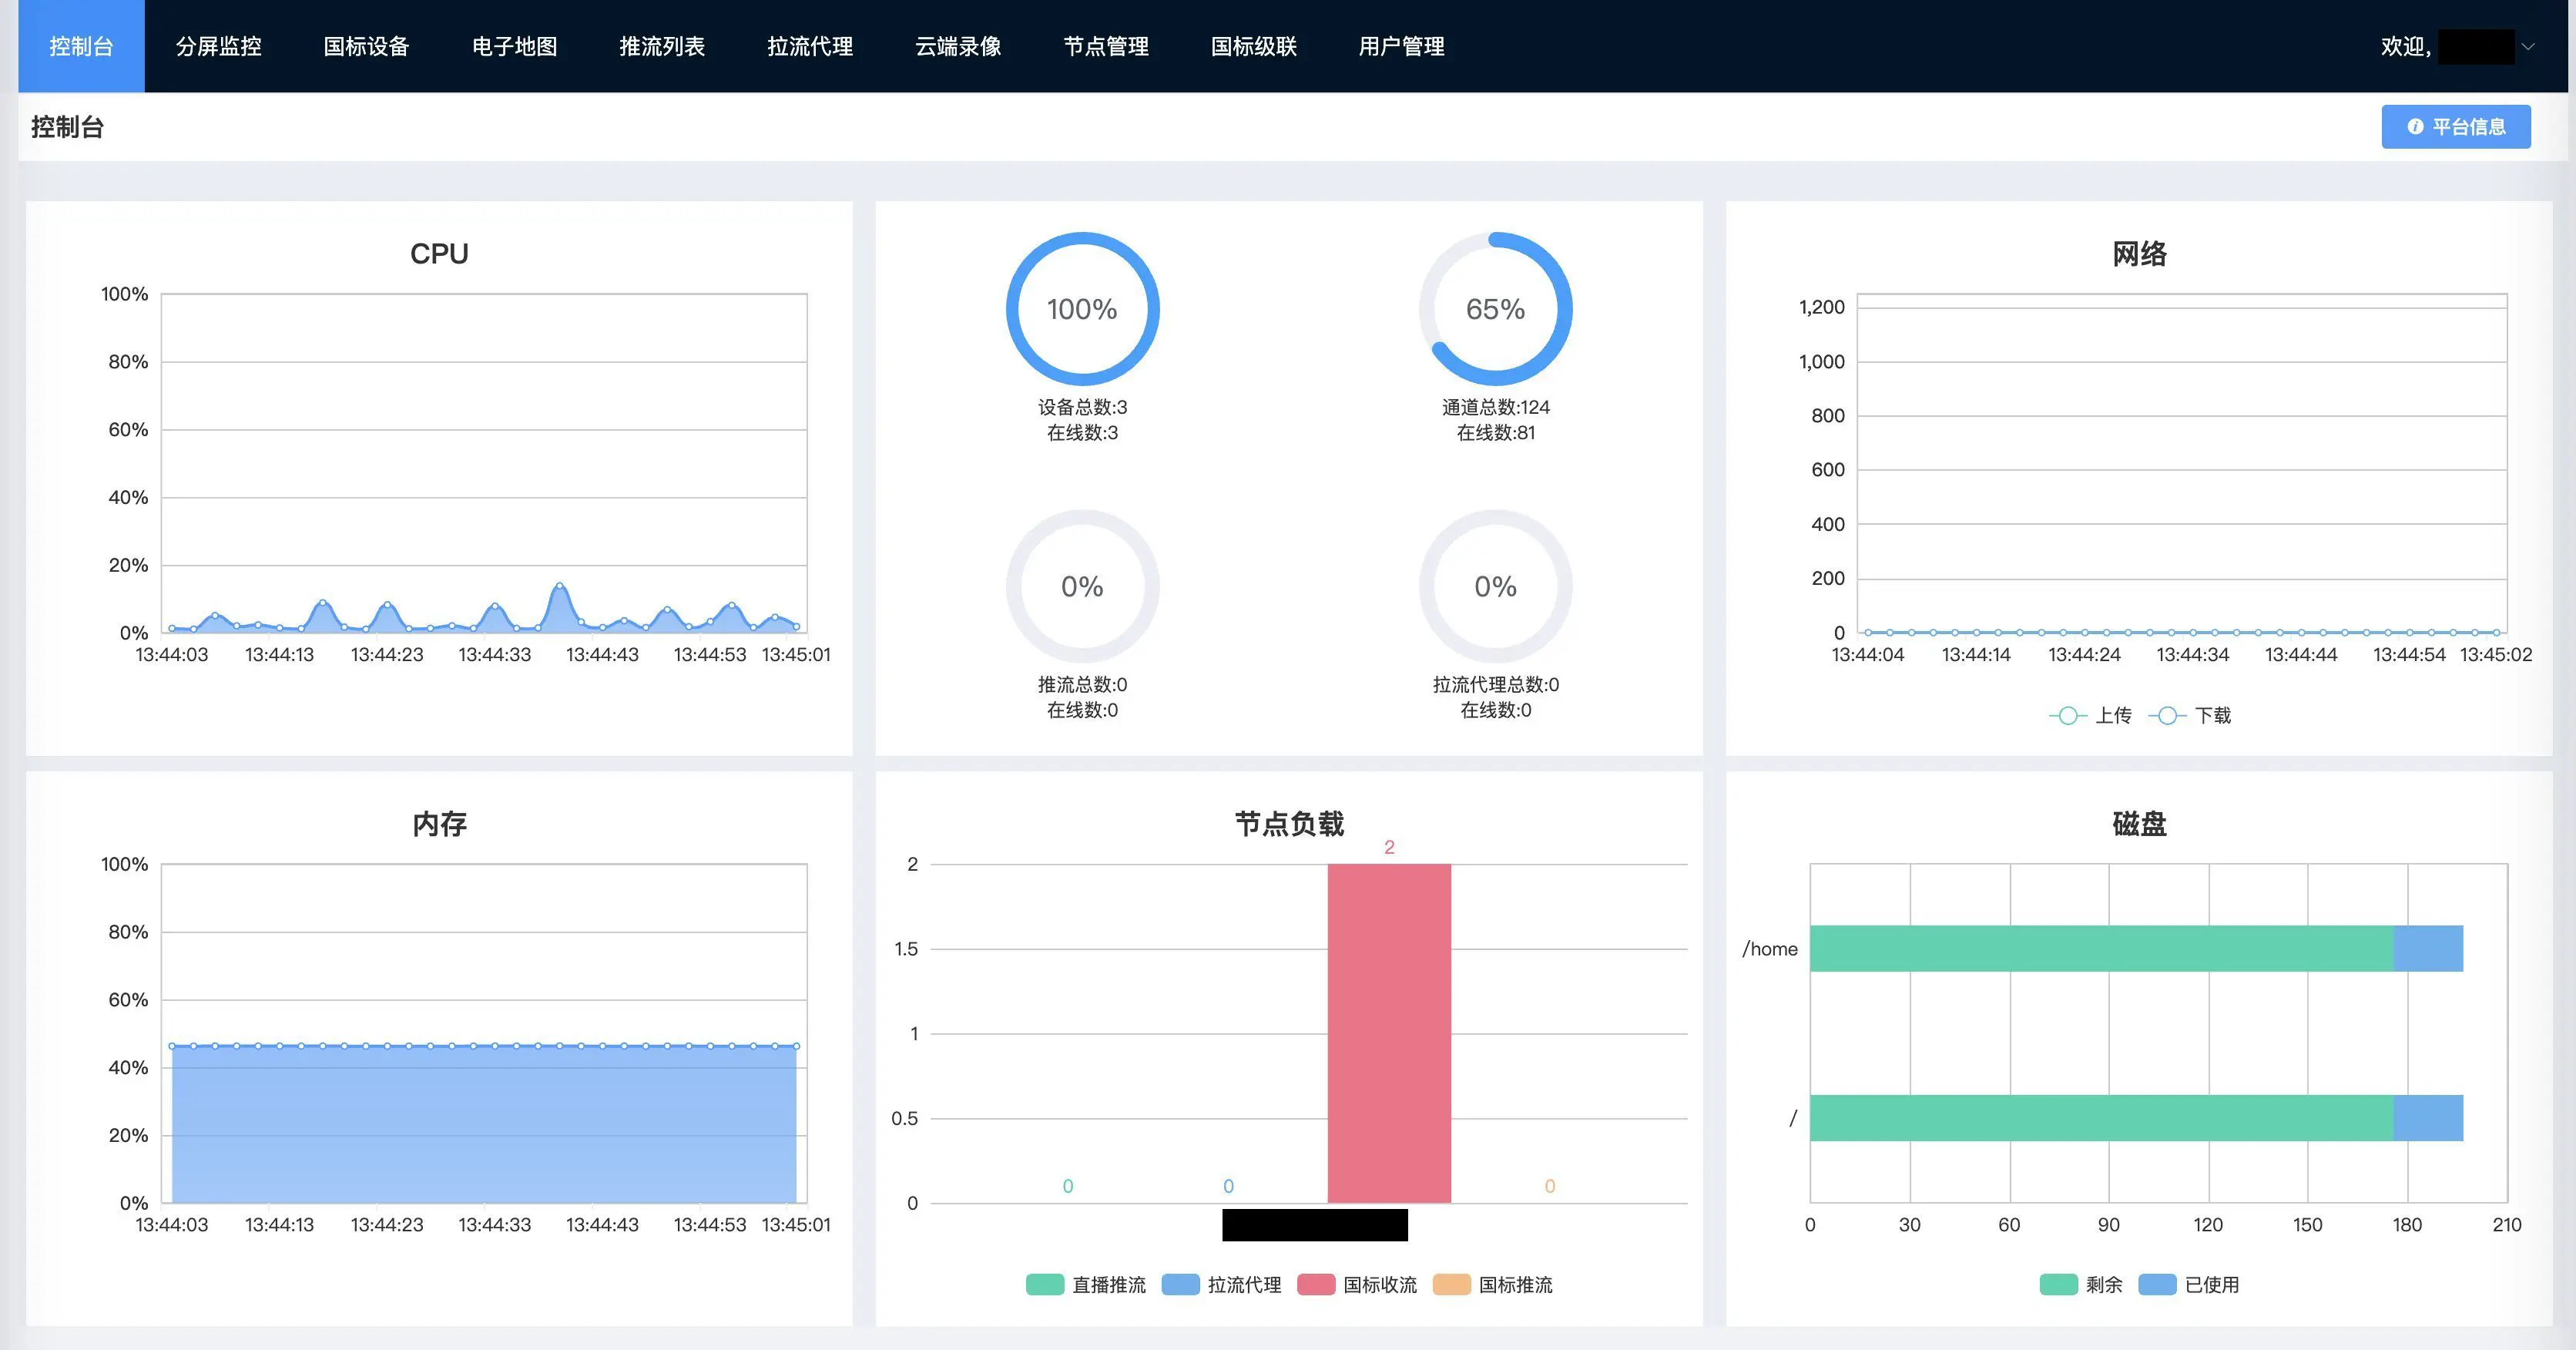 控制台 分屏监控 国标设备 电子地图 推流列表 拉流代理 云端录像 节点管理 国标级联 用户管理 欢迎,
控制台
平台信息
CPU
100%
80%
60%
40%
20%
0%
13:44:03 13:44:13 13:44:23 13:44:33 13:44:43 13:44:53 13:45:01
100%
设备总数:3
在线数:3
65%
通道总数:124
在线数:81
0%
推流总数:0
在线数:0
0%
拉流代理总数:0
在线数:0
网络
1,200
1,000
800
600
400
200
0
13:44:04 13:44:14 13:44:24 13:44:34 13:44:44 13:44:54 13:45:02
上传 下载
内存
100%
80%
60%
40%
20%
0%
13:44:03 13:44:13 13:44:23 13:44:33 13:44:43 13:44:53 13:45:01
节点负载
2
2
1.5
1
0.5
0
0 0 0
直播推流 拉流代理 国标收流 国标推流
磁盘
/home
/
0 30 60 90 120 150 180 210
剩余 已使用